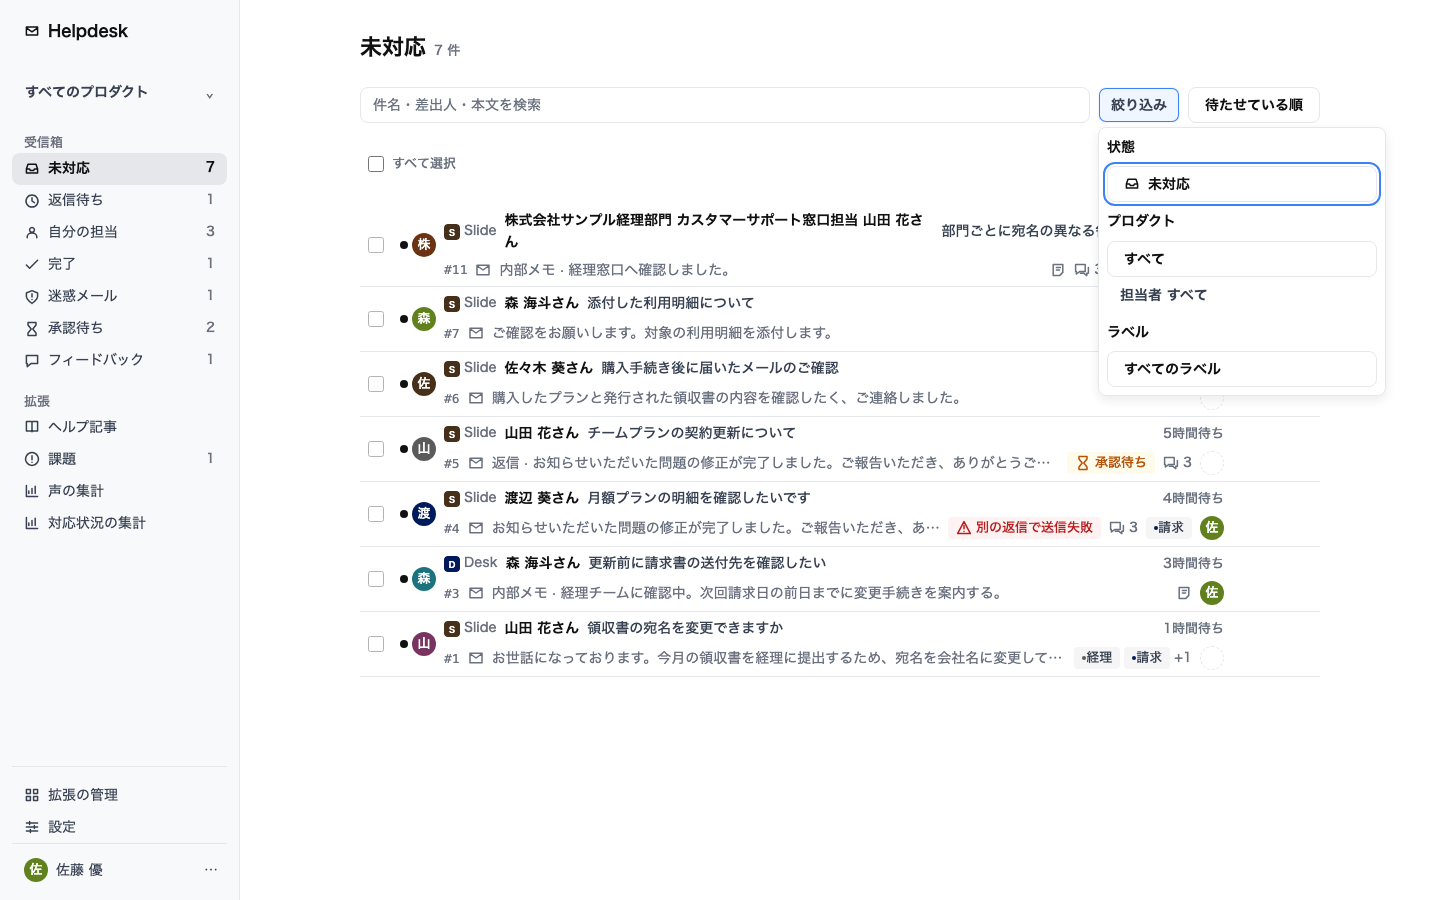 Helpdesk
すべてのプロダクト
受信箱
未対応 7
返信待ち 1
自分の担当 3
完了 1
迷惑メール 1
承認待ち 2
フィードバック 1
拡張
ヘルプ記事
課題 1
声の集計
対応状況の集計
拡張の管理
設定
佐 佐藤 優 …
未対応 7 件
件名・差出人・本文を検索
絞り込み
待たせている順
すべて選択
状態
未対応
プロダクト
すべて
担当者 すべて
ラベル
すべてのラベル
株 S Slide 株式会社サンプル経理部門 カスタマーサポート窓口担当 山田 花さ
ん
部門ごとに宛名の異なる
#11 内部メモ · 経理窓口へ確認しました。
森 S Slide 森 海斗さん 添付した利用明細について
#7 ご確認をお願いします。対象の利用明細を添付します。
佐 S Slide 佐々木 葵さん 購入手続き後に届いたメールのご確認
#6 購入したプランと発行された領収書の内容を確認したく、ご連絡しました。
山 S Slide 山田 花さん チームプランの契約更新について 5時間待ち
#5 返信 · お知らせいただいた問題の修正が完了しました。ご報告いただき、ありがとうご… 承認待ち 3
渡 S Slide 渡辺 葵さん 月額プランの明細を確認したいです 4時間待ち
#4 お知らせいただいた問題の修正が完了しました。ご報告いただき、あ… 別の返信で送信失敗 3 •請求 佐
森 D Desk 森 海斗さん 更新前に請求書の送付先を確認したい 3時間待ち
#3 内部メモ · 経理チームに確認中。次回請求日の前日までに変更手続きを案内する。 佐
山 S Slide 山田 花さん 領収書の宛名を変更できますか 1時間待ち
#1 お世話になっております。今月の領収書を経理に提出するため、宛名を会社名に変更して… •経理 •請求 +1